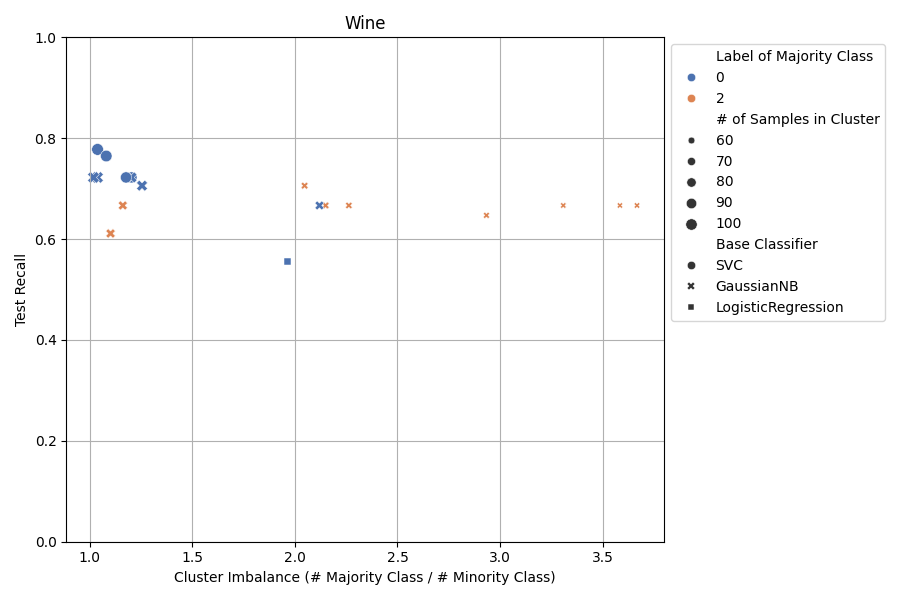 Wine
1.0
0.8
0.6
0.4
0.2
0.0
Test Recall
1.0 1.5 2.0 2.5 3.0 3.5
Cluster Imbalance (# Majority Class / # Minority Class)
Label of Majority Class
0
2
# of Samples in Cluster
60
70
80
90
100
Base Classifier
SVC
GaussianNB
LogisticRegression